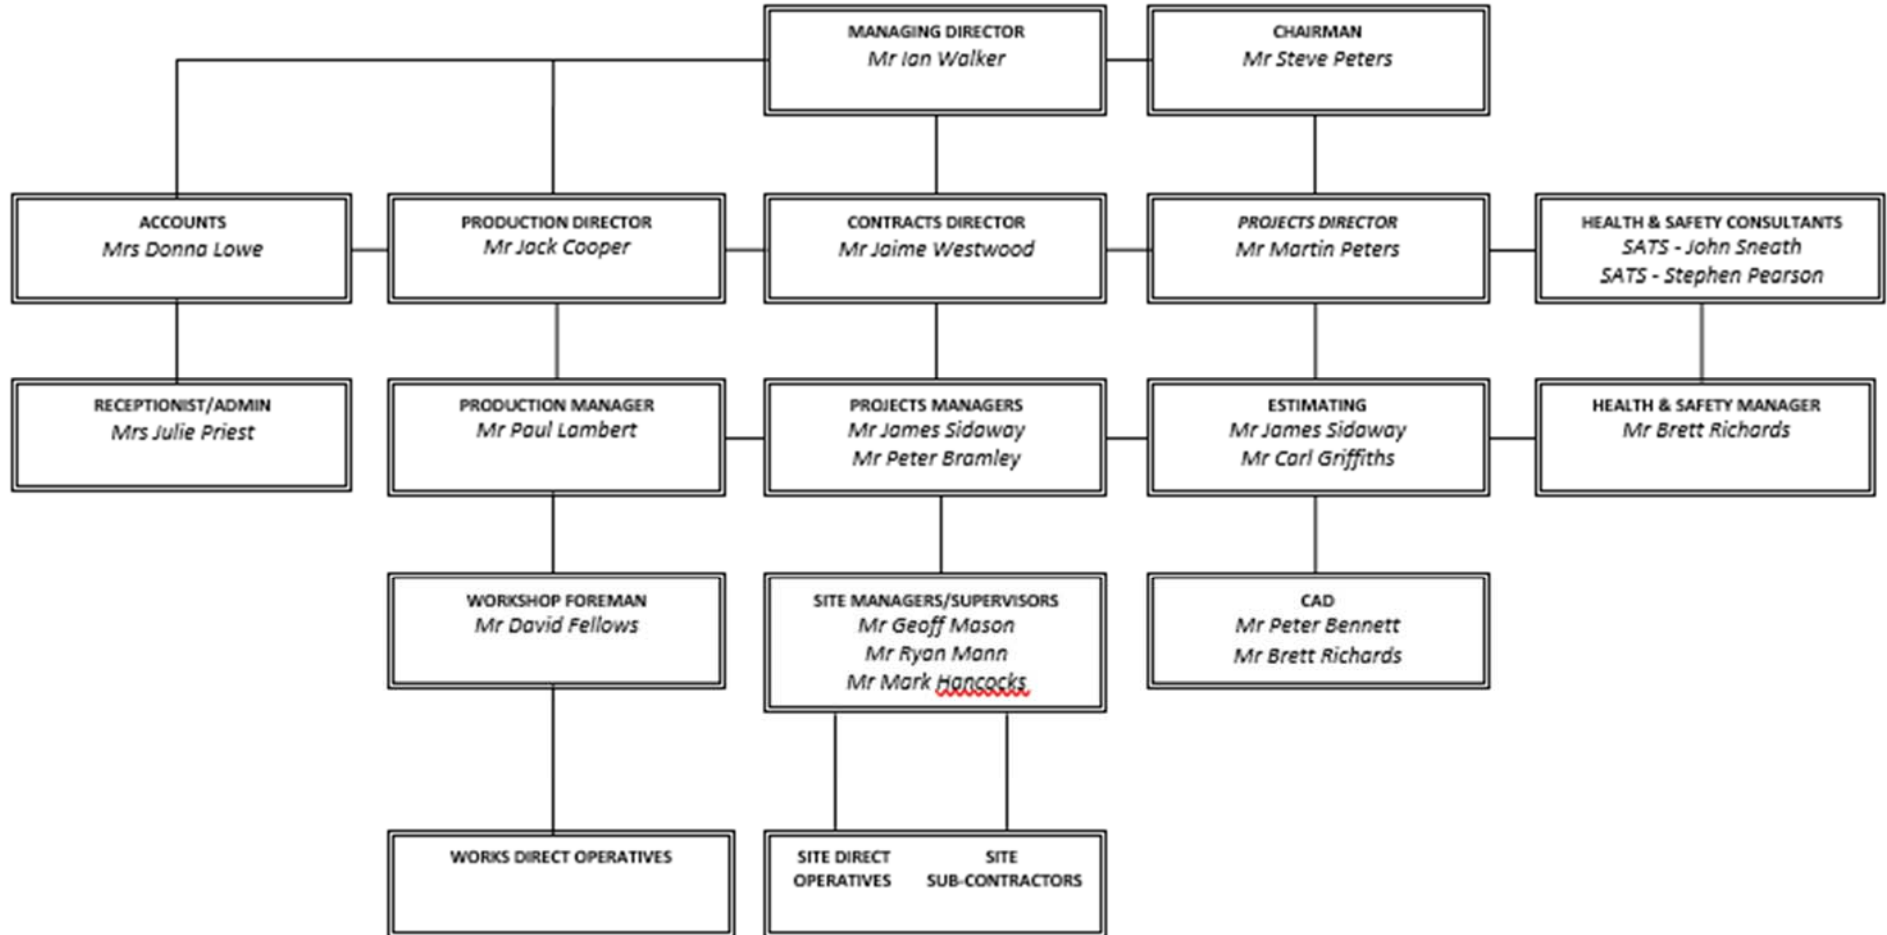 MANAGING DIRECTOR
Mr Ian Walker
CHAIRMAN
Mr Steve Peters
ACCOUNTS
Mrs Donna Lowe
PRODUCTION DIRECTOR
Mr Jack Cooper
CONTRACTS DIRECTOR
Mr Jaime Westwood
PROJECTS DIRECTOR
Mr Martin Peters
HEALTH & SAFETY CONSULTANTS
SATS - John Sneath
SATS - Stephen Pearson
RECEPTIONIST/ADMIN
Mrs Julie Priest
PRODUCTION MANAGER
Mr Paul Lambert
PROJECTS MANAGERS
Mr James Sidaway
Mr Peter Bramley
ESTIMATING
Mr James Sidaway
Mr Carl Griffiths
HEALTH & SAFETY MANAGER
Mr Brett Richards
WORKSHOP FOREMAN
Mr David Fellows
SITE MANAGERS/SUPERVISORS
Mr Geoff Mason
Mr Ryan Mann
Mr Mark Hancocks
CAD
Mr Peter Bennett
Mr Brett Richards
WORKS DIRECT OPERATIVES
SITE DIRECT
OPERATIVES
SITE
SUB-CONTRACTORS